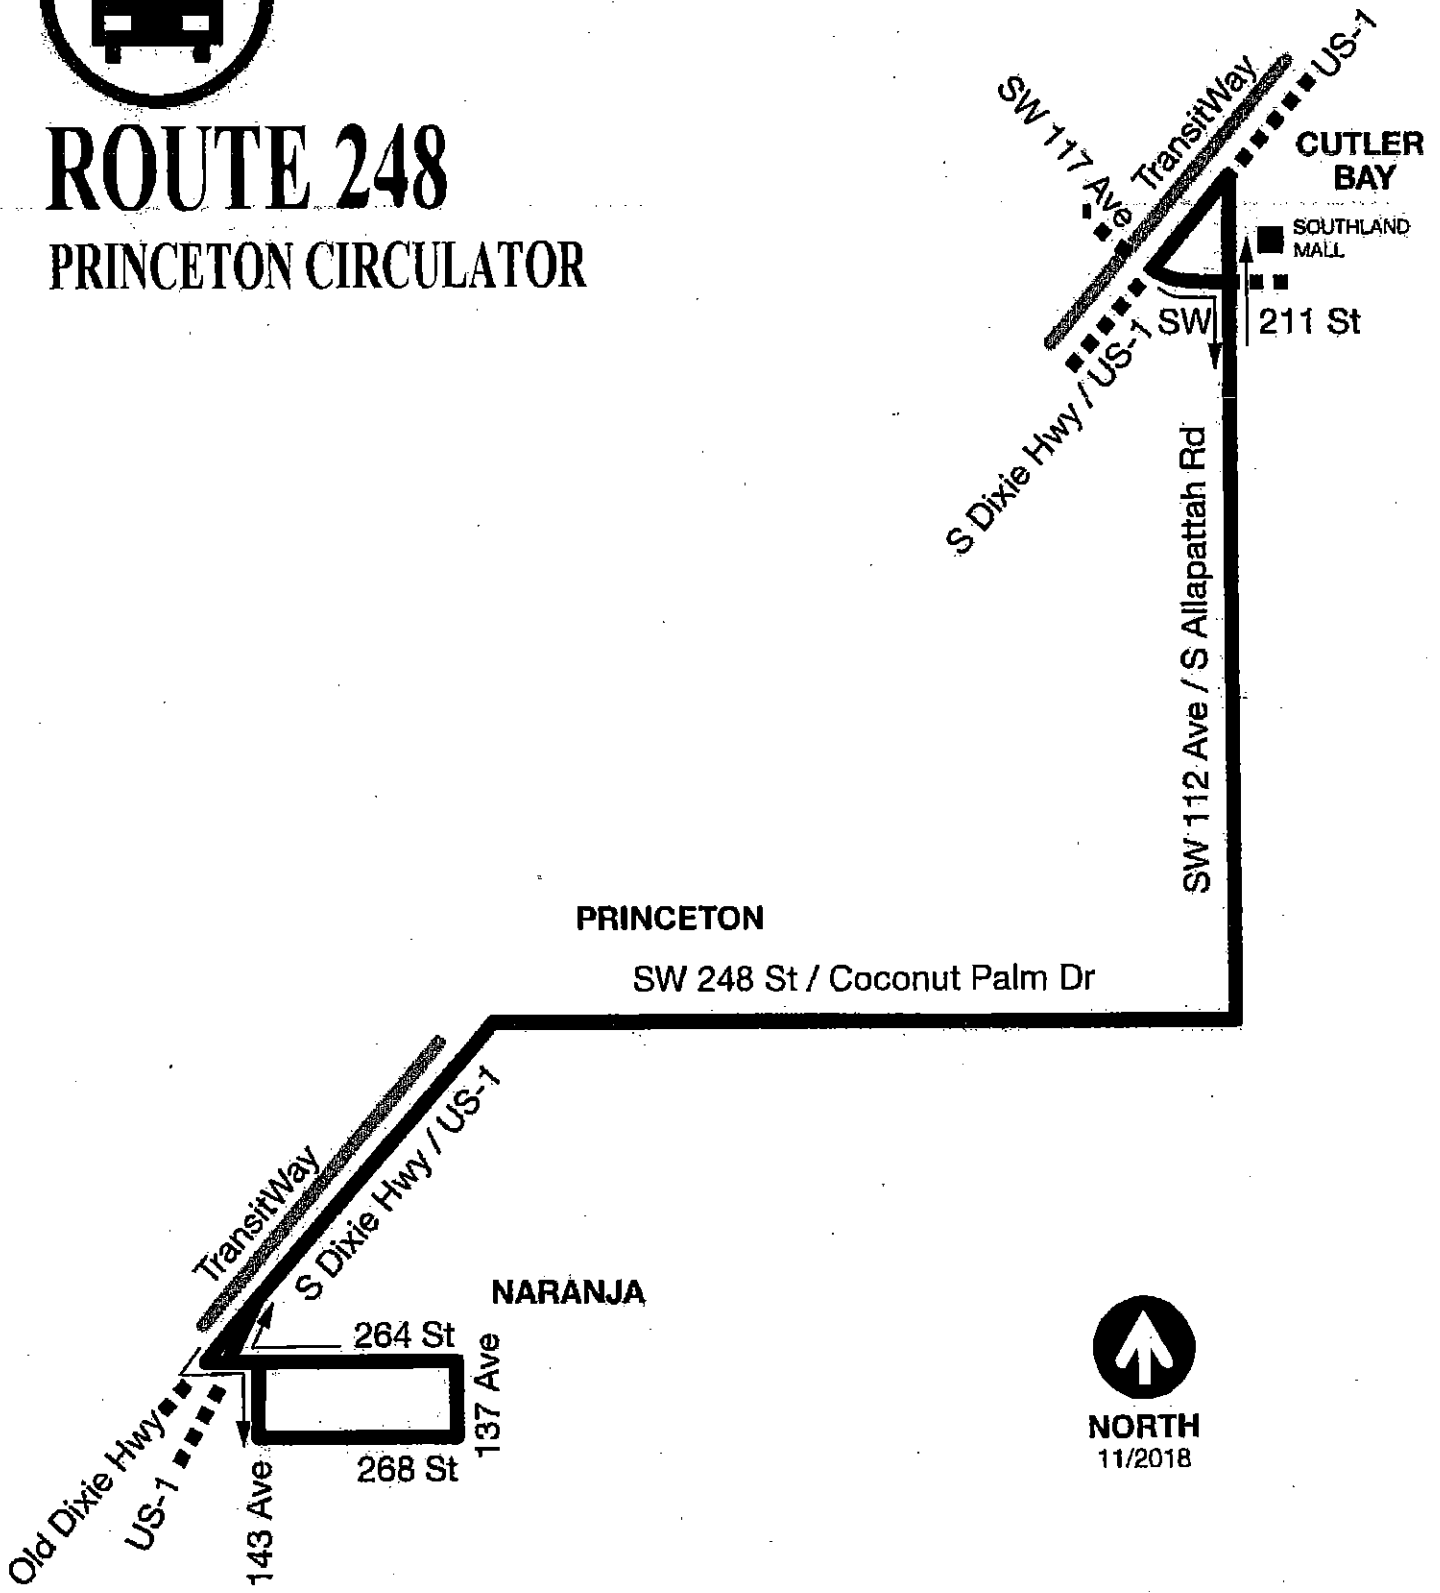 ROUTE 248
PRINCETON CIRCULATOR
US-1
TransitWay
SW 117 Ave
CUTLER
BAY
SOUTHLAND
MALL
SW 211 St
S Dixie Hwy / US-1
SW 112 Ave / S Allapattah Rd
PRINCETON
SW 248 St / Coconut Palm Dr
TransitWay
S Dixie Hwy / US-1
NARANJA
264 St
137 Ave
268 St
Old Dixie Hwy
US-1
143 Ave
NORTH
11/2018